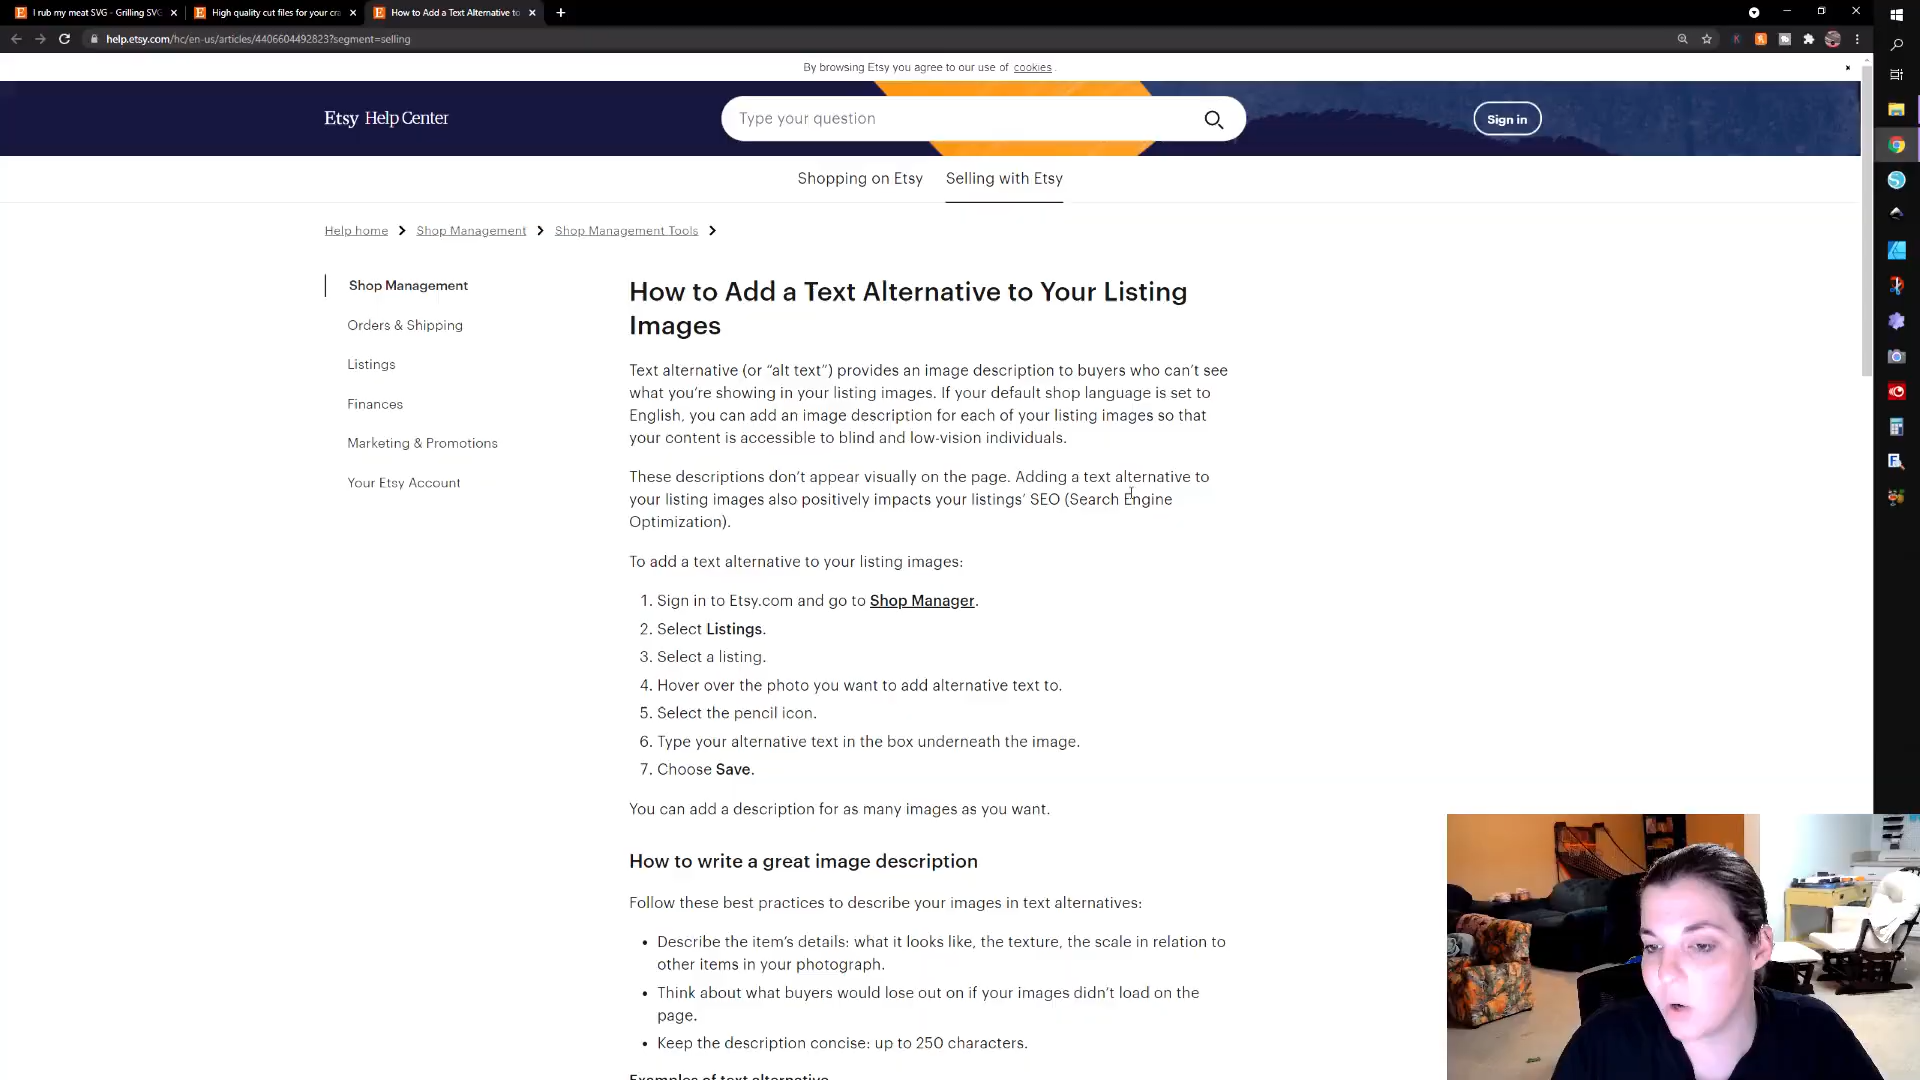 I rub my meat SVG - Grilling SVG
High quality cut files for your cra
How to Add a Text Alternative to
help.etsy.com/hc/en-us/articles/4406604492823?segment=selling
By browsing Etsy you agree to our use of cookies
Etsy Help Center
Type your question
Sign in
Shopping on Etsy
Selling with Etsy
Help home
Shop Management
Shop Management Tools
Shop Management
Orders & Shipping
Listings
Finances
Marketing & Promotions
Your Etsy Account
How to Add a Text Alternative to Your Listing
Images
Text alternative (or “alt text”) provides an image description to buyers who can’t see
what you’re showing in your listing images. If your default shop language is set to
English, you can add an image description for each of your listing images so that
your content is accessible to blind and low-vision individuals.
These descriptions don’t appear visually on the page. Adding a text alternative to
your listing images also positively impacts your listings’ SEO (Search Engine
Optimization).
To add a text alternative to your listing images:
1. Sign in to Etsy.com and go to Shop Manager.
2. Select Listings.
3. Select a listing.
4. Hover over the photo you want to add alternative text to.
5. Select the pencil icon.
6. Type your alternative text in the box underneath the image.
7. Choose Save.
You can add a description for as many images as you want.
How to write a great image description
Follow these best practices to describe your images in text alternatives:
• Describe the item’s details: what it looks like, the texture, the scale in relation to
other items in your photograph.
• Think about what buyers would lose out on if your images didn’t load on the
page.
• Keep the description concise: up to 250 characters.
Examples of text alternative